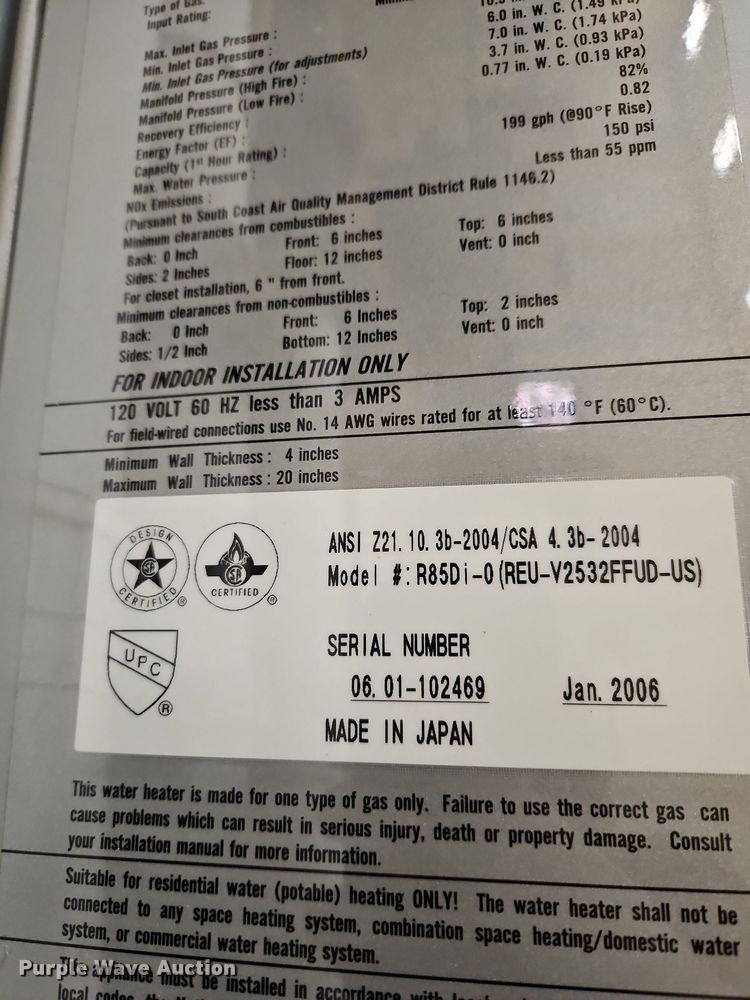 Type of Gas:
Input Rating:
Max. Inlet Gas Pressure :
Min. Inlet Gas Pressure :
6.0 in. W. C. (1.49 kPa)
Min. Inlet Gas Pressure (for adjustments)
7.0 in. W. C. (1.74 kPa)
Manifold Pressure (High Fire) :
3.7 in. W. C. (0.93 kPa)
Manifold Pressure (Low Fire) :
0.77 in. W. C. (0.19 kPa)
Recovery Efficiency :
82%
Energy Factor (EF) :
0.82
Capacity (1st Hour Rating) :
199 gph (@90°F Rise)
Max. Water Pressure :
150 psi
NOx Emissions :
Less than 55 ppm
(Pursuant to South Coast Air Quality Management District Rule 1146.2)
Minimum clearances from combustibles :
Back: 0 Inch Front: 6 inches Top: 6 inches
Sides: 2 Inches Floor: 12 inches Vent: 0 inch
For closet installation, 6 " from front.
Minimum clearances from non-combustibles :
Back: 0 Inch Front: 6 Inches Top: 2 inches
Sides: 1/2 Inch Bottom: 12 Inches Vent: 0 inch
FOR INDOOR INSTALLATION ONLY
120 VOLT 60 HZ less than 3 AMPS
For field-wired connections use No. 14 AWG wires rated for at least 140 °F (60°C).
Minimum Wall Thickness: 4 inches
Maximum Wall Thickness: 20 inches
DESIGN CERTIFIED ®
CERTIFIED ®
UPC ®
ANSI Z21. 10. 3b-2004/CSA 4. 3b- 2004
Model #: R85Di-0 (REU-V2532FFUD-US)
SERIAL NUMBER
06. 01-102469 Jan. 2006
MADE IN JAPAN
This water heater is made for one type of gas only. Failure to use the correct gas can
cause problems which can result in serious injury, death or property damage. Consult
your installation manual for more information.
Suitable for residential water (potable) heating ONLY! The water heater shall not be
connected to any space heating system, combination space heating/domestic water
system, or commercial water heating system.
must be installed in accordance with
local codes,
Purple Wave Auction